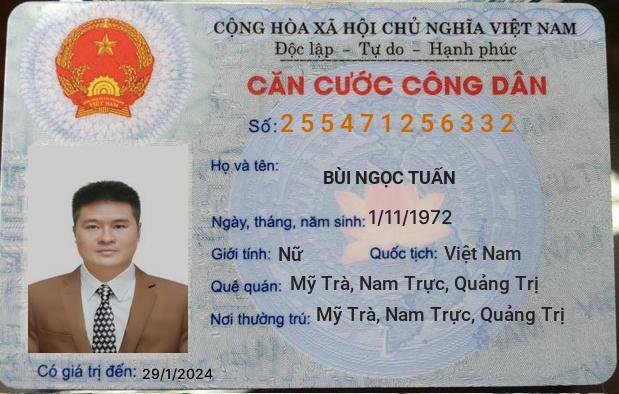 CỘNG HÒA XÃ HỘI CHỦ NGHĨA VIỆT NAM
Độc lập - Tự do - Hạnh phúc
CĂN CƯỚC CÔNG DÂN
Số: 255471256332
Họ và tên:
BÙI NGỌC TUẤN
Ngày, tháng, năm sinh: 1/11/1972
Giới tính: Nữ Quốc tịch: Việt Nam
Quê quán: Mỹ Trà, Nam Trực, Quảng Trị
Nơi thường trú: Mỹ Trà, Nam Trực, Quảng Trị
Có giá trị đến: 29/1/2024
VIỆT NAM